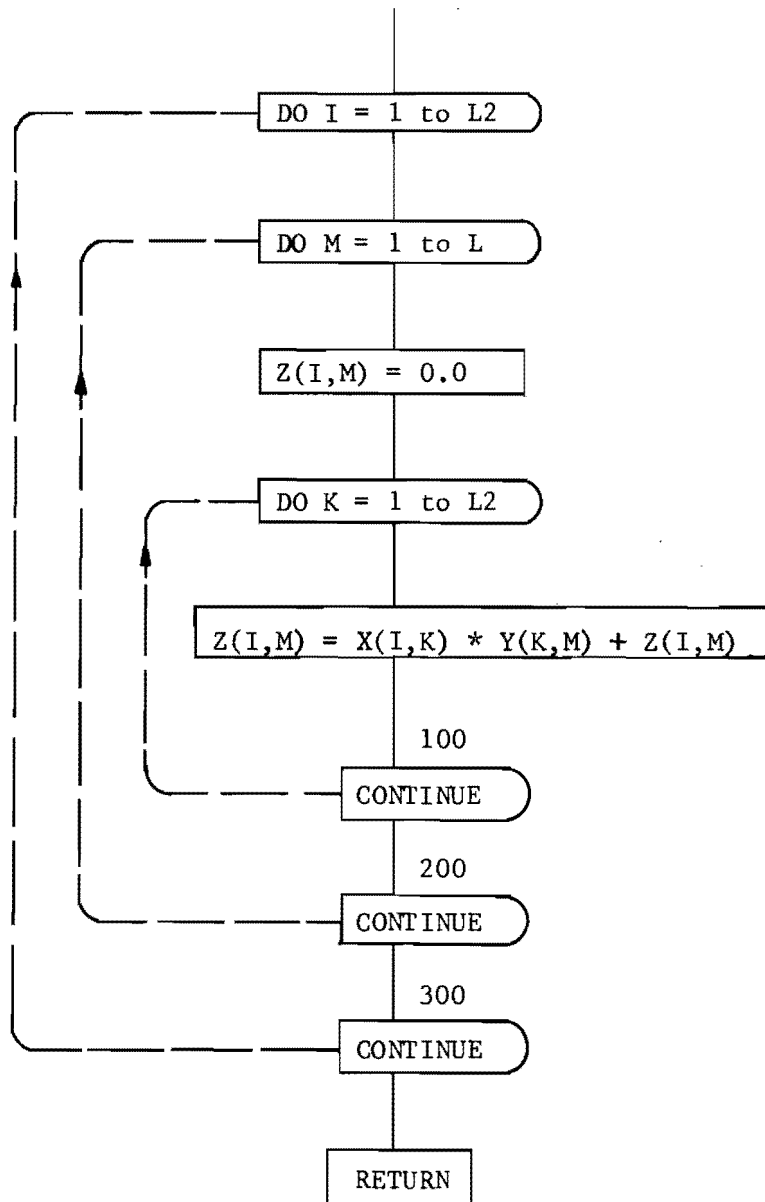 DO I = 1 to L2
DO M = 1 to L
Z(I,M) = 0.0
DO K = 1 to L2
Z(I,M) = X(I,K) * Y(K,M) + Z(I,M)
100
CONTINUE
200
CONTINUE
300
CONTINUE
RETURN